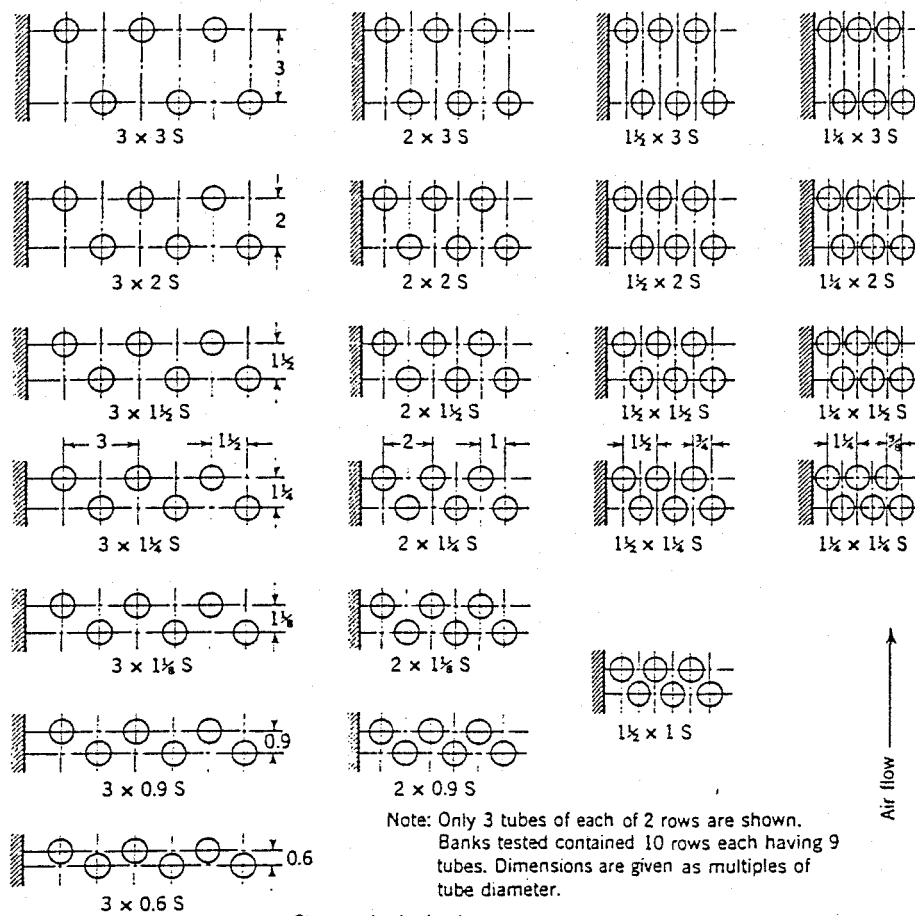 3
3 x 3 S
2 x 3 S
1½ x 3 S
1¼ x 3 S
2
3 x 2 S
2 x 2 S
1½ x 2 S
1¼ x 2 S
1½
3 x 1½ S
2 x 1½ S
1½ x 1½ S
1¼ x 1½ S
3
1½
2
1
1½
¾
1¼
⅝
1¼
3 x 1¼ S
2 x 1¼ S
1½ x 1¼ S
1¼ x 1¼ S
1⅛
3 x 1⅛ S
2 x 1⅛ S
1½ x 1 S
0.9
3 x 0.9 S
2 x 0.9 S
Air flow
Note: Only 3 tubes of each of 2 rows are shown.
Banks tested contained 10 rows each having 9
tubes. Dimensions are given as multiples of
tube diameter.
0.6
3 x 0.6 S